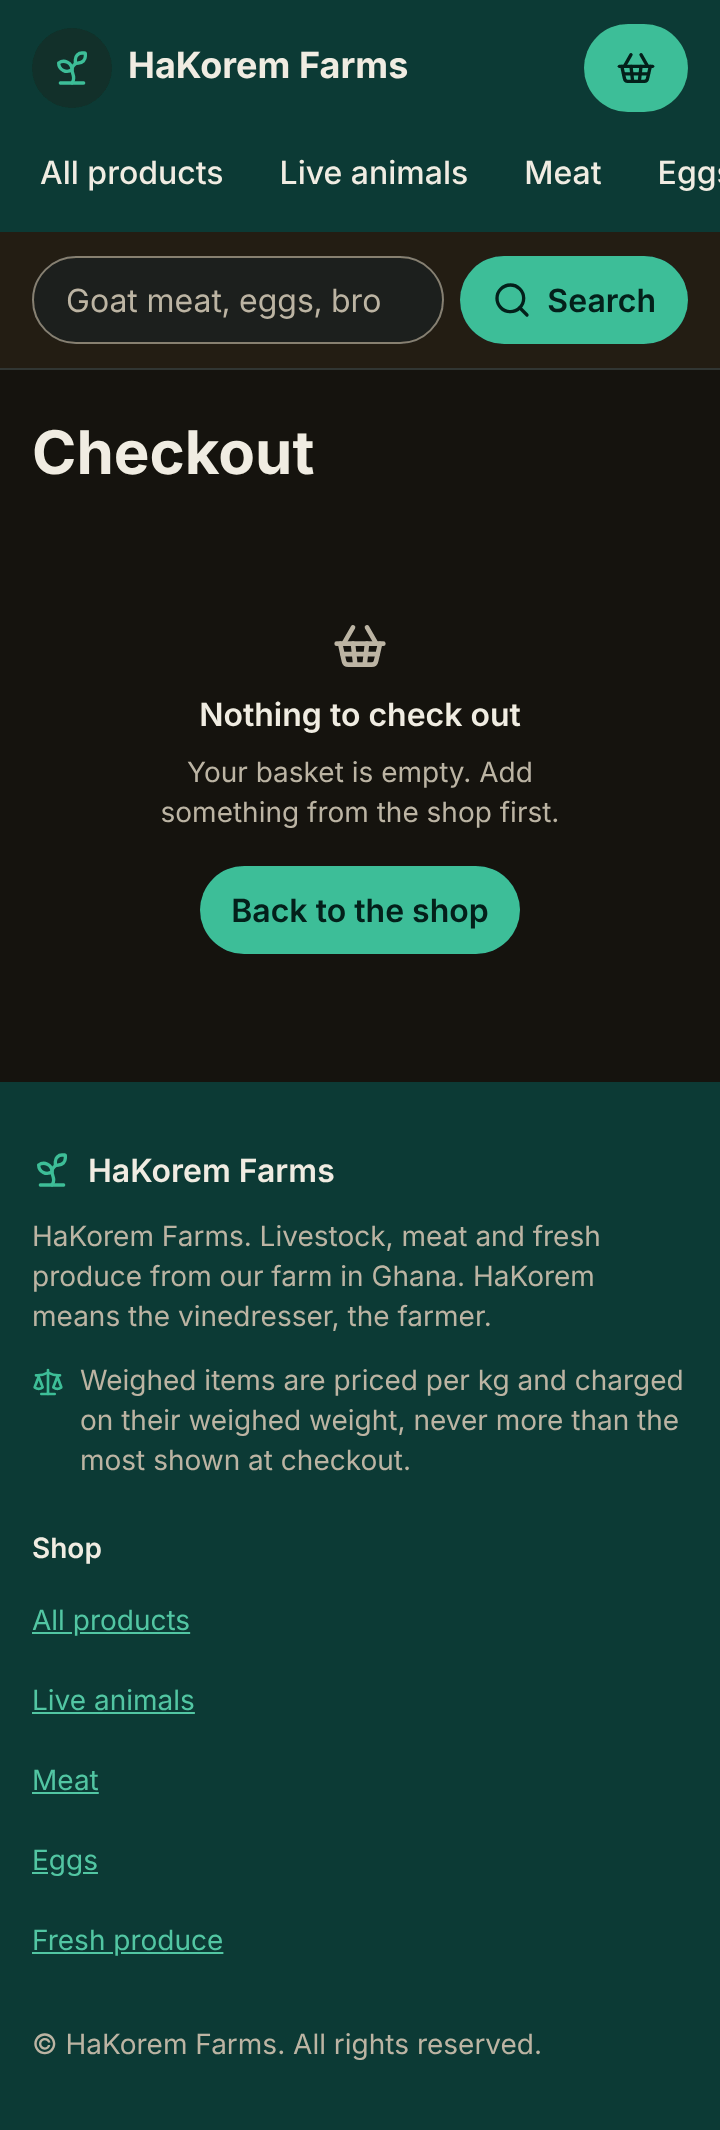 HaKorem Farms
All products Live animals Meat Eggs
Goat meat, eggs, bro
Search
Checkout
Nothing to check out
Your basket is empty. Add
something from the shop first.
Back to the shop
HaKorem Farms
HaKorem Farms. Livestock, meat and fresh
produce from our farm in Ghana. HaKorem
means the vinedresser, the farmer.
Weighed items are priced per kg and charged
on their weighed weight, never more than the
most shown at checkout.
Shop
All products
Live animals
Meat
Eggs
Fresh produce
© HaKorem Farms. All rights reserved.